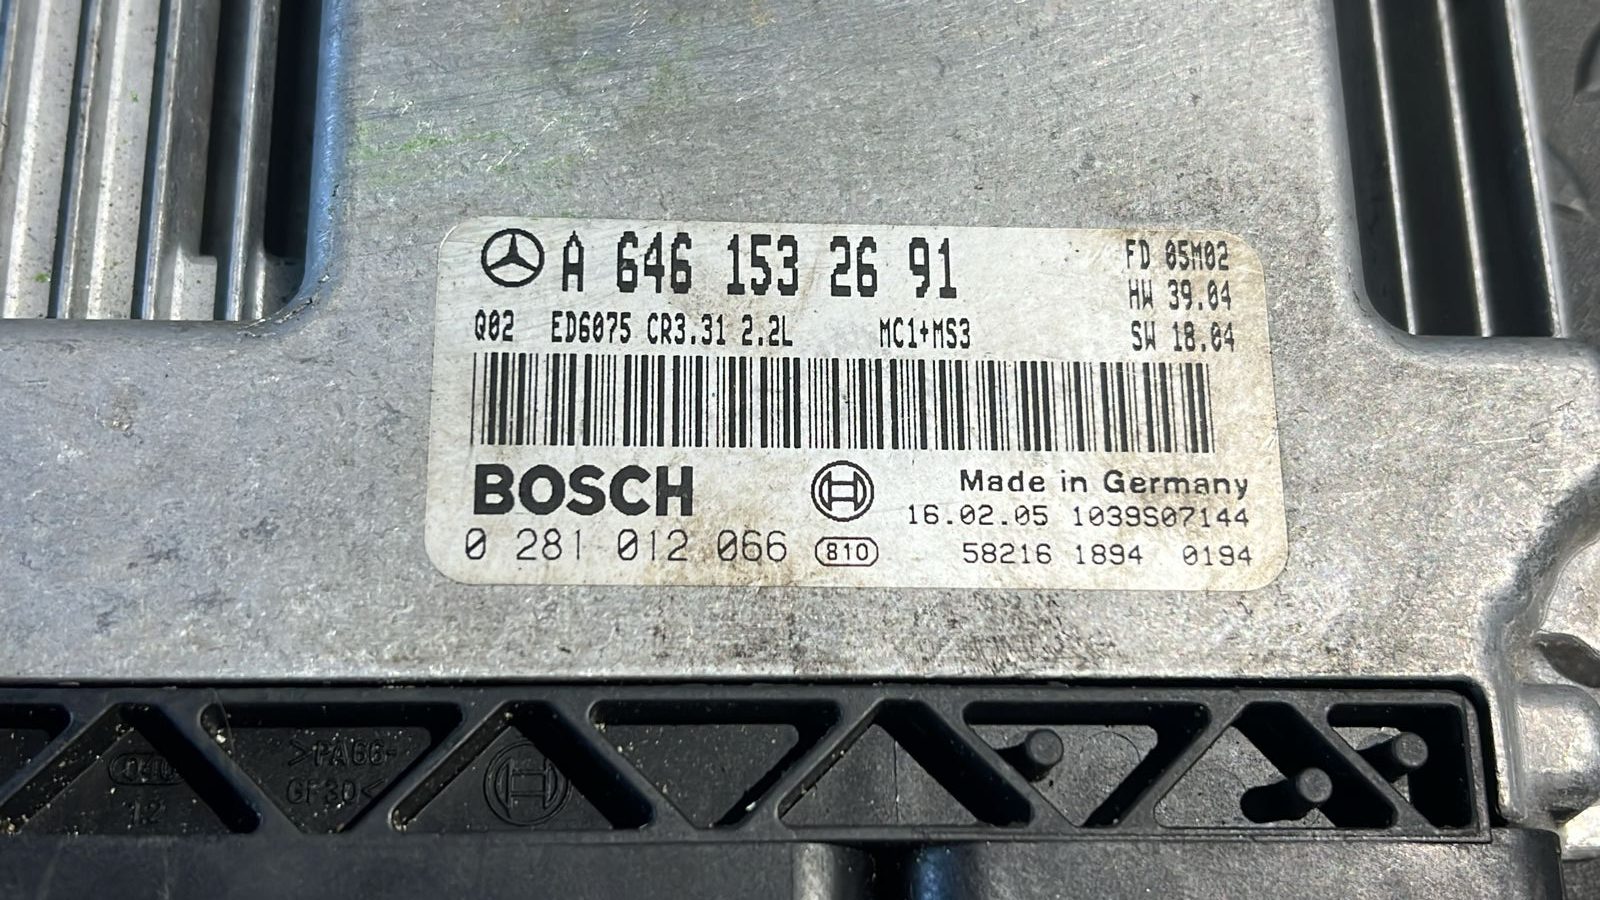 A 646 153 26 91
FD 05M02
HW 39.04
SW 18.04
Q02 ED6075 CR3.31 2.2L MC1+MS3
BOSCH
Made in Germany
16.02.05 1039S07144
0 281 012 066 810 58216 1894 0194
>PA66-
GF30<
12